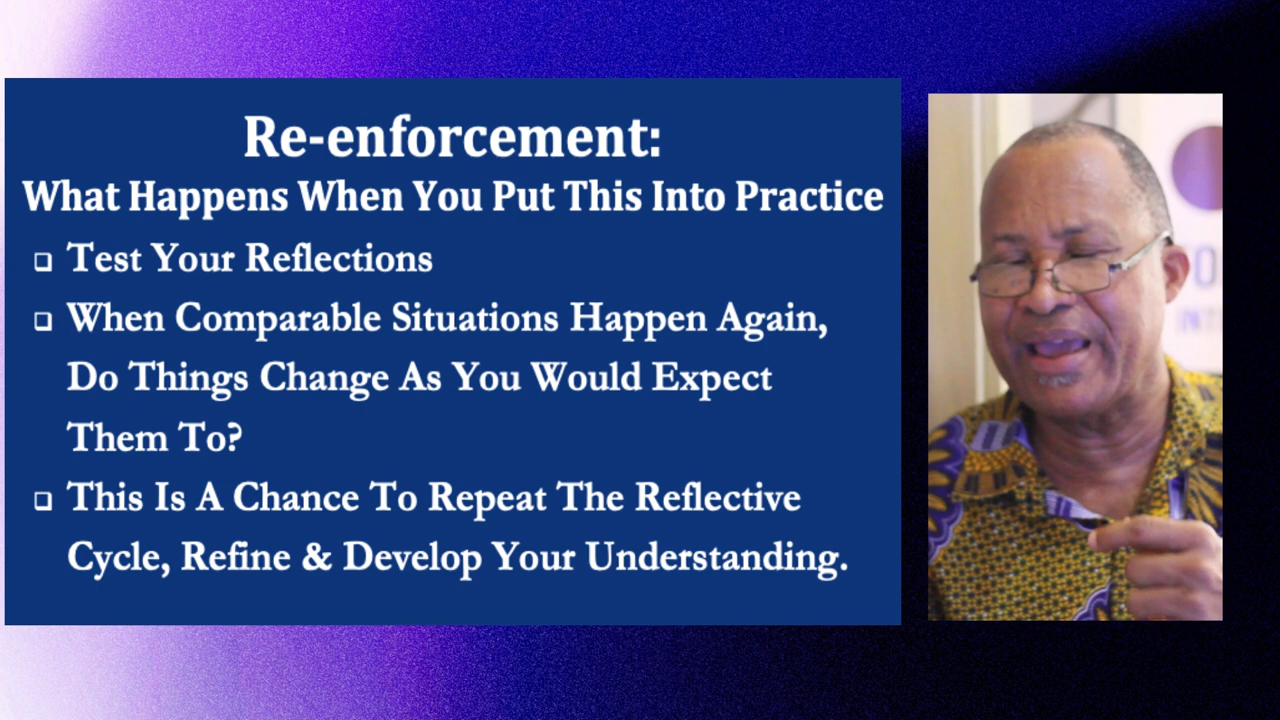 Re-enforcement:
What Happens When You Put This Into Practice
❑ Test Your Reflections
❑ When Comparable Situations Happen Again,
Do Things Change As You Would Expect
Them To?
❑ This Is A Chance To Repeat The Reflective
Cycle, Refine & Develop Your Understanding.